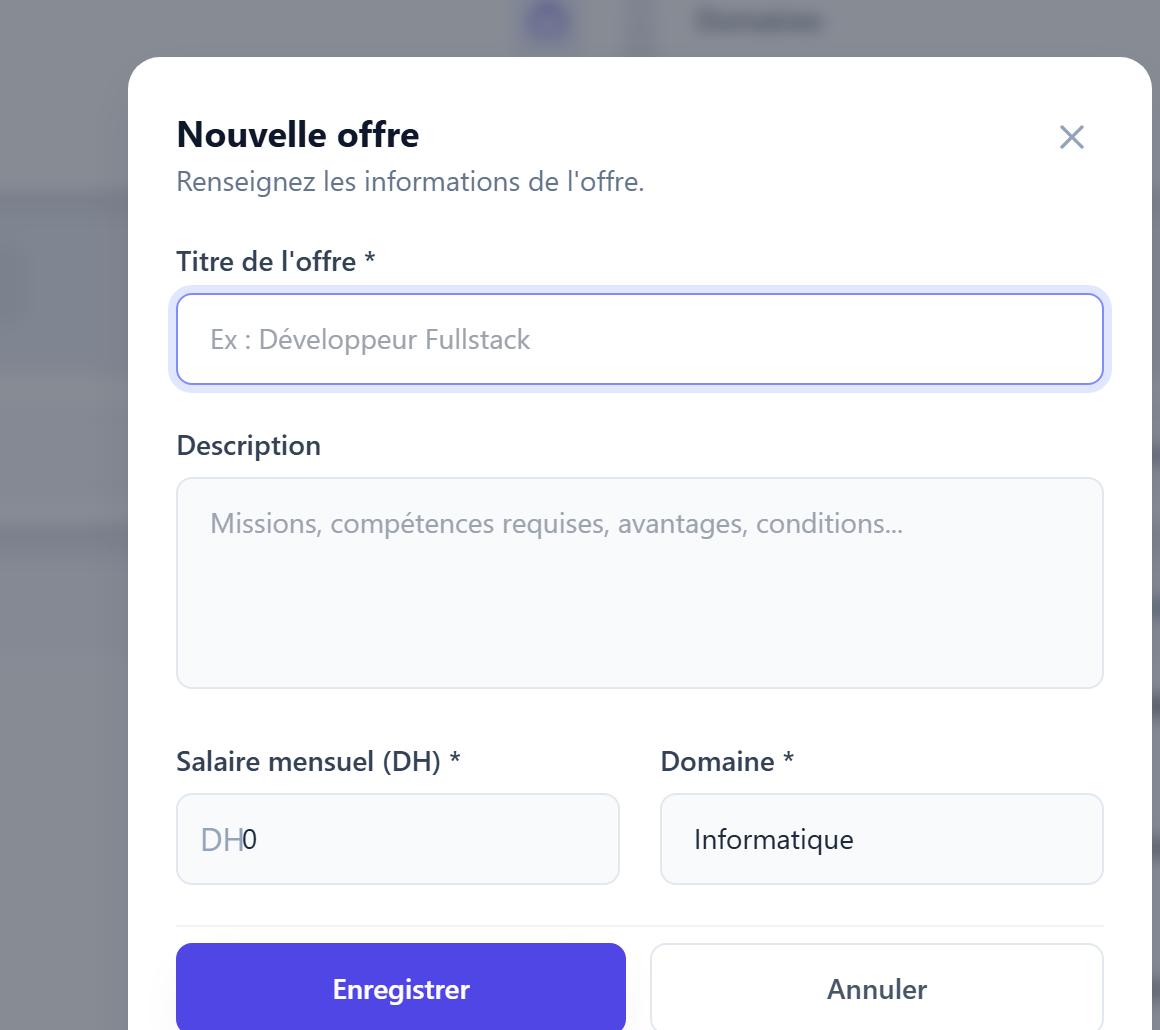 Nouvelle offre
Renseignez les informations de l'offre.
Titre de l'offre *
Ex : Développeur Fullstack
Description
Missions, compétences requises, avantages, conditions...
Salaire mensuel (DH) *
Domaine *
DH0
Informatique
Enregistrer
Annuler